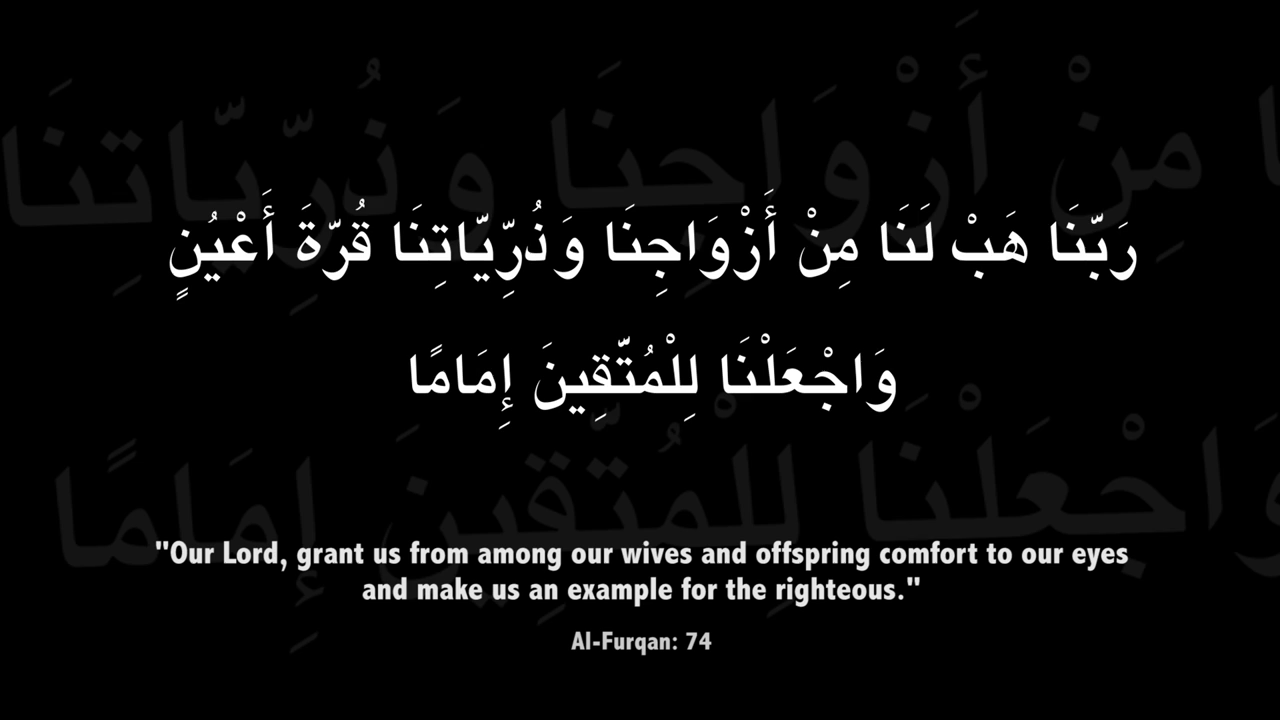 رَبّنَا هَبْ لَنَا مِنْ أَزْوَاجِنَا وَذُرِّيّاتِنَا قُرّةَ أَعْيُنٍ
وَاجْعَلْنَا لِلْمُتّقِينَ إِمَامًا
"Our Lord, grant us from among our wives and offspring comfort to our eyes
and make us an example for the righteous."
Al-Furqan: 74